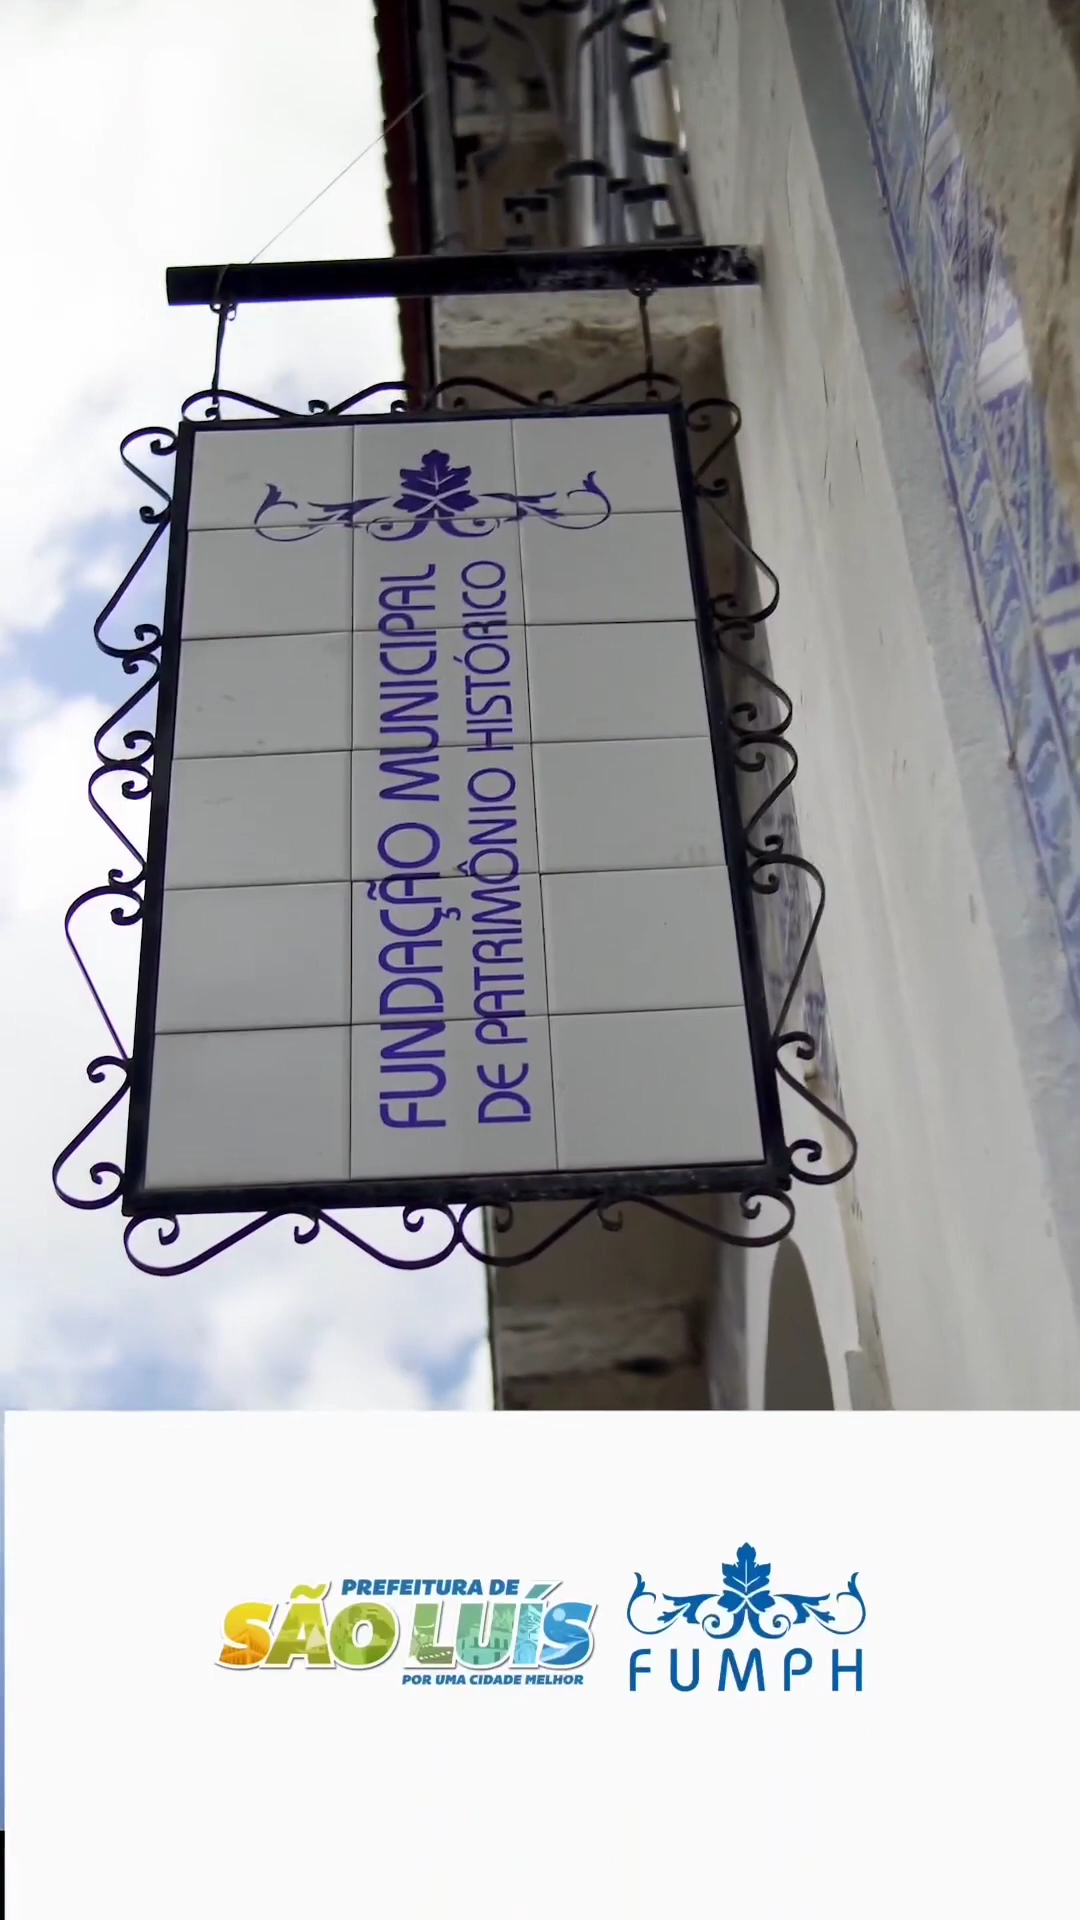 FUNDAÇÃO MUNICIPAL
DE PATRIMÔNIO HISTÓRICO
PREFEITURA DE
SÃO LUÍS
POR UMA CIDADE MELHOR
FUMPH